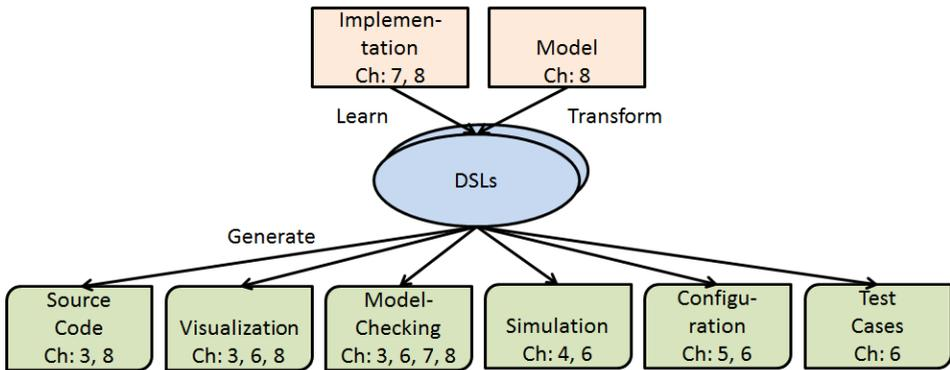 Implemen-
tation
Ch: 7, 8
Model
Ch: 8
Learn
Transform
DSLs
Generate
Source
Code
Ch: 3, 8
Visualization
Ch: 3, 6, 8
Model-
Checking
Ch: 3, 6, 7, 8
Simulation
Ch: 4, 6
Configu-
ration
Ch: 5, 6
Test
Cases
Ch: 6